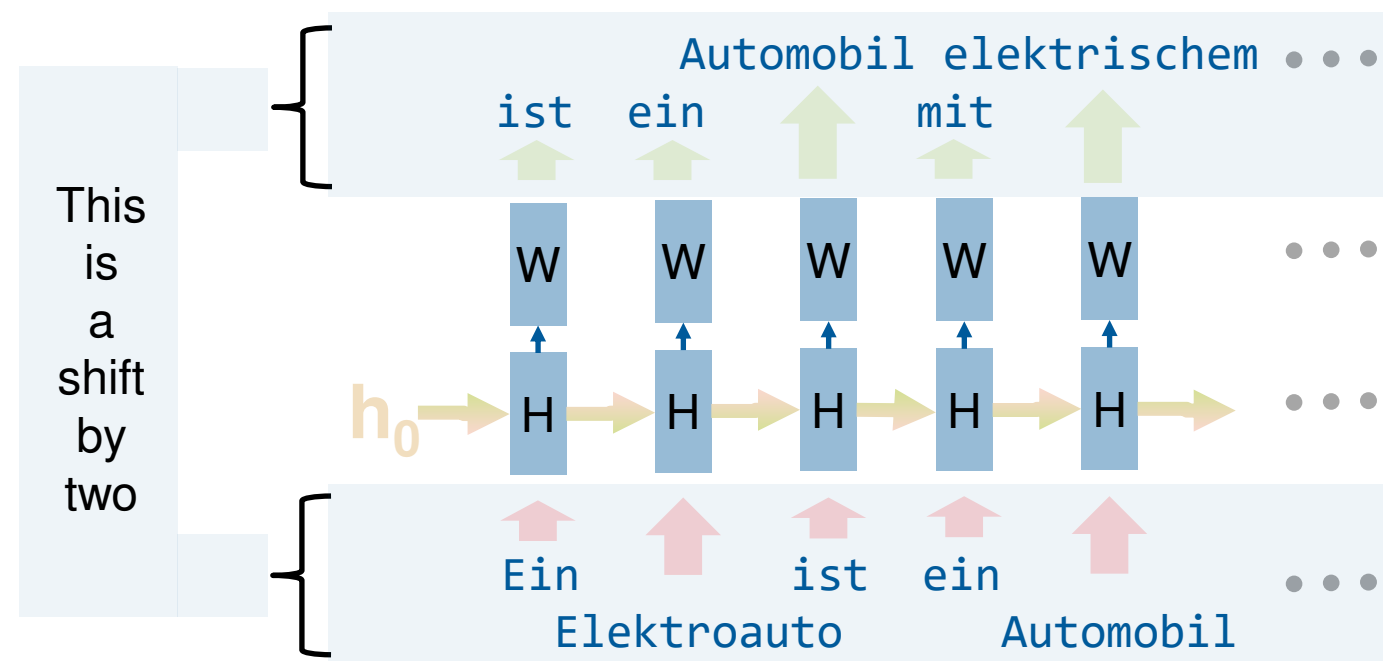 Automobil elektrischem
ist ein mit
This
is
a
shift
by
two
W W W W W
h0 H H H H H
Ein ist ein
Elektroauto Automobil